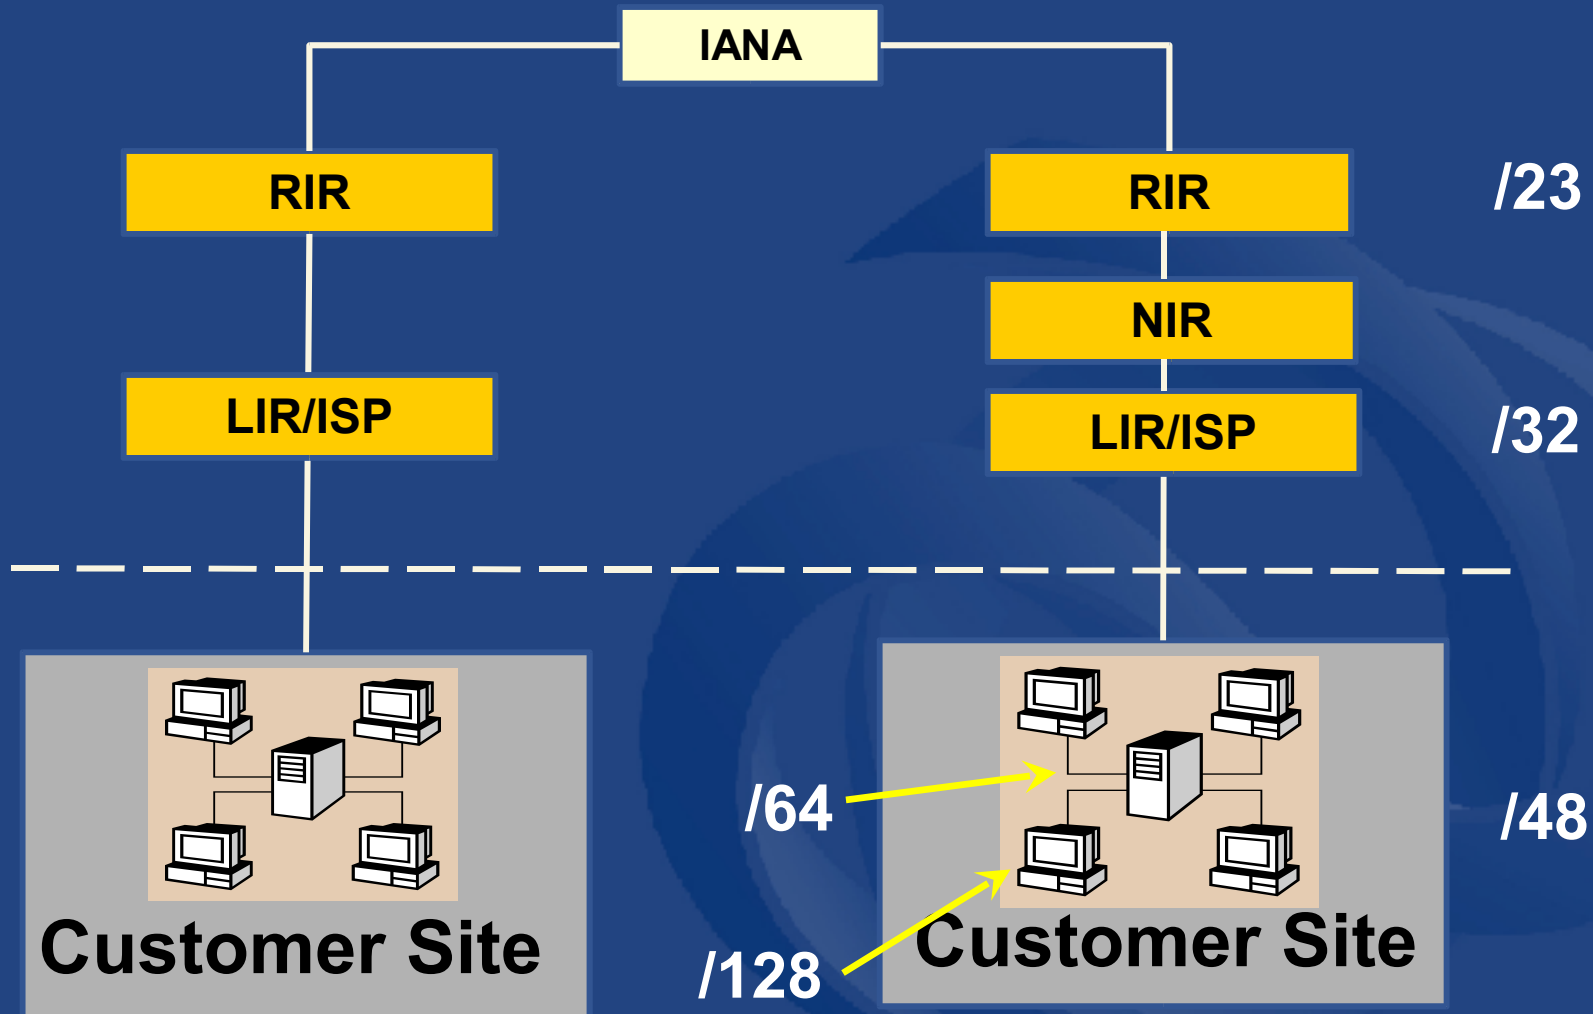 IANA
RIR
RIR
/23
NIR
LIR/ISP
LIR/ISP
/32
/64
/48
Customer Site
Customer Site
/128